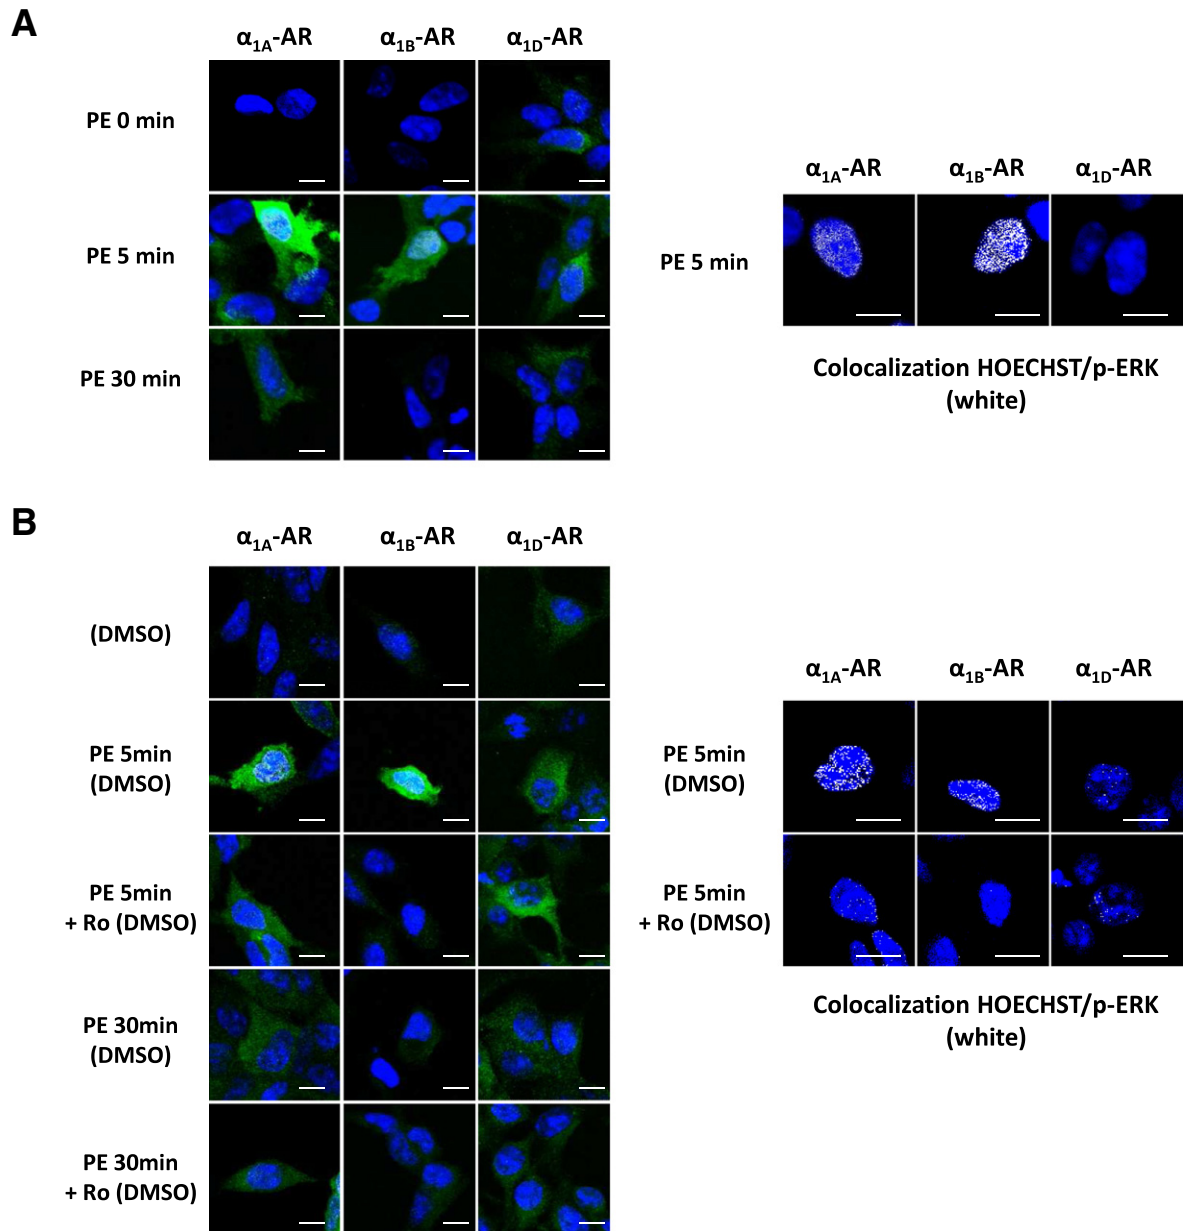 A
α1A-AR α1B-AR α1D-AR
PE 0 min
PE 5 min
PE 30 min
α1A-AR α1B-AR α1D-AR
PE 5 min
Colocalization HOECHST/p-ERK
(white)
B
α1A-AR α1B-AR α1D-AR
(DMSO)
PE 5min
(DMSO)
PE 5min
+ Ro (DMSO)
PE 30min
(DMSO)
PE 30min
+ Ro (DMSO)
α1A-AR α1B-AR α1D-AR
PE 5min
(DMSO)
PE 5min
+ Ro (DMSO)
Colocalization HOECHST/p-ERK
(white)